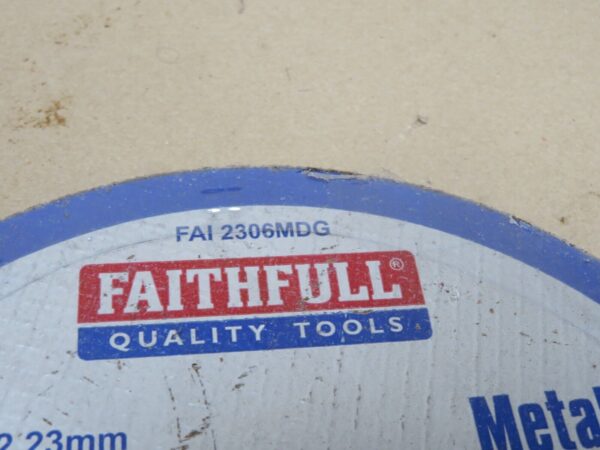 FAI 2306MDG
FAITHFULL®
QUALITY TOOLS
2.23mm
Metal